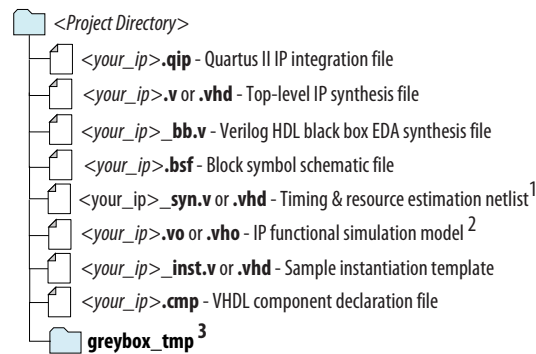 <Project Directory>
<your_ip>.qip - Quartus II IP integration file
<your_ip>.v or .vhd - Top-level IP synthesis file
<your_ip>_bb.v - Verilog HDL black box EDA synthesis file
<your_ip>.bsf - Block symbol schematic file
<your_ip>_syn.v or .vhd - Timing & resource estimation netlist1
<your_ip>.vo or .vho - IP functional simulation model 2
<your_ip>_inst.v or .vhd - Sample instantiation template
<your_ip>.cmp - VHDL component declaration file
greybox_tmp 3